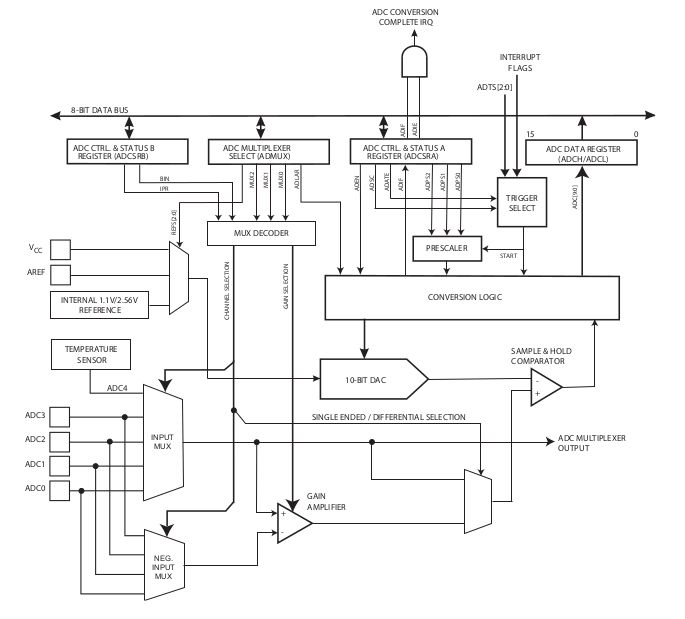 ADC CONVERSION
COMPLETE IRQ
INTERRUPT
FLAGS
ADTS[2:0]
8-BIT DATA BUS
ADIF
ADIE
15
0
ADC CTRL. & STATUS B
REGISTER (ADCSRB)
ADC MULTIPLEXER
SELECT (ADMUX)
ADC CTRL. & STATUS A
REGISTER (ADCSRA)
ADC DATA REGISTER
(ADCH/ADCL)
BIN
IPR
REFS[2:0]
MUX2
MUX1
MUX0
ADLAR
ADEN
ADSC
ADATE
ADIF
ADPS2
ADPS1
ADPS0
ADC[9:0]
TRIGGER
SELECT
MUX DECODER
PRESCALER
START
VCC
AREF
INTERNAL 1.1V/2.56V
REFERENCE
CHANNEL SELECTION
GAIN SELECTION
CONVERSION LOGIC
TEMPERATURE
SENSOR
ADC4
10-BIT DAC
SAMPLE & HOLD
COMPARATOR
-
+
ADC3
ADC2
ADC1
ADC0
INPUT
MUX
SINGLE ENDED / DIFFERENTIAL SELECTION
ADC MULTIPLEXER
OUTPUT
GAIN
AMPLIFIER
+
-
NEG.
INPUT
MUX